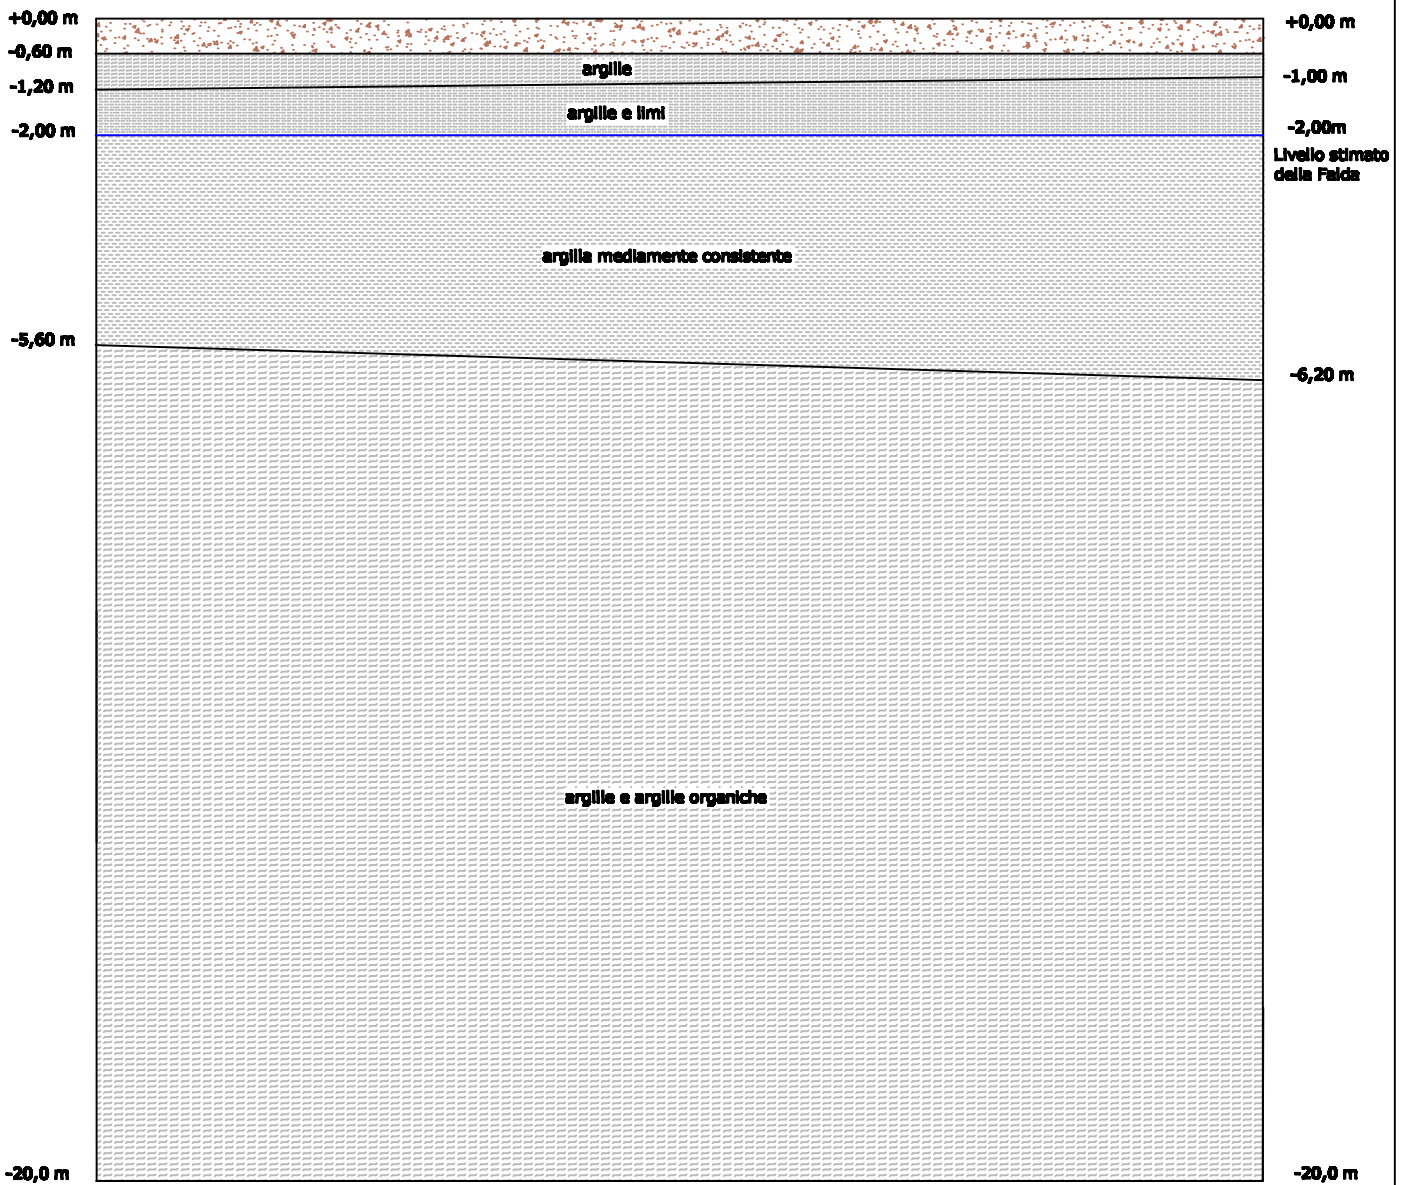 +0,00 m
+0,00 m
-0,60 m
argille
-1,20 m
-1,00 m
argille e limi
-2,00 m
-2,00m
Livello stimato
della Falda
argilla mediamente consistente
-5,60 m
-6,20 m
argille e argille organiche
-20,0 m
-20,0 m